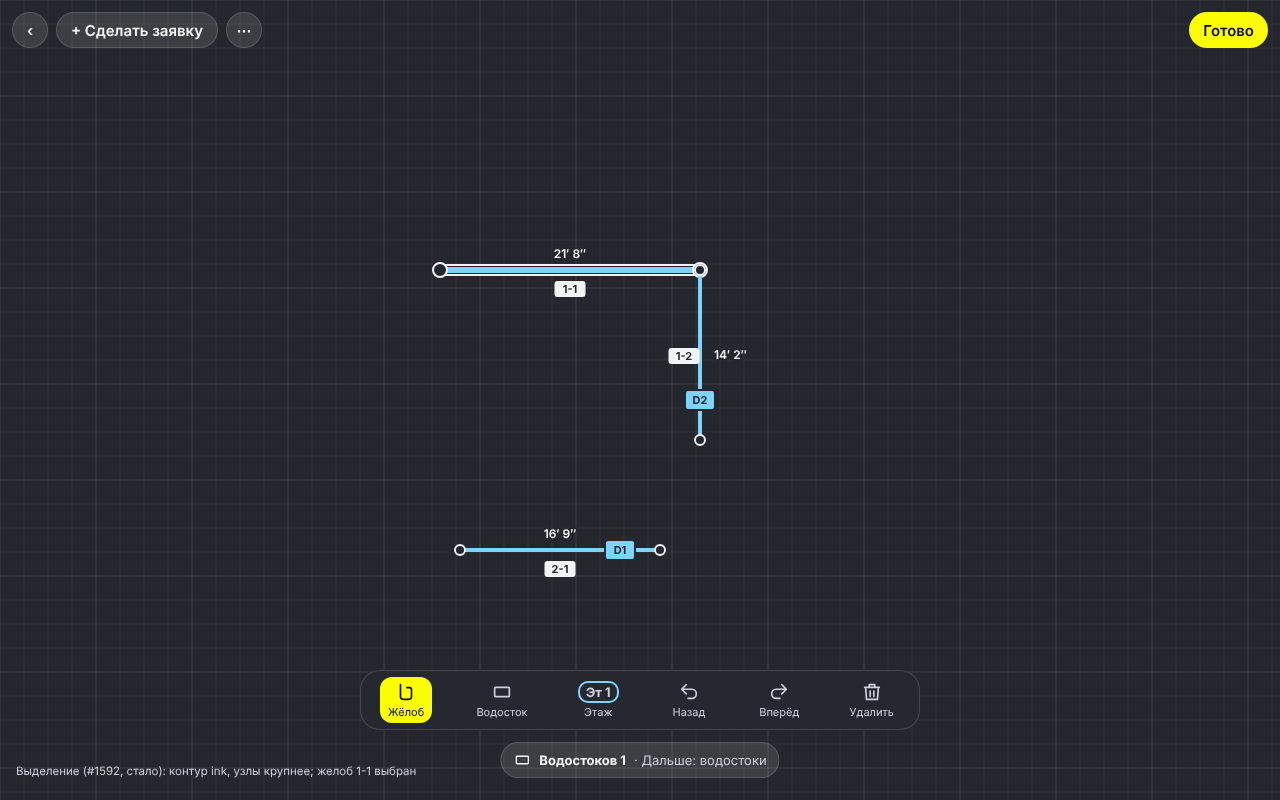 ‹
+ Сделать заявку
⋯
Готово
21′ 8″
1-1
1-2
14′ 2″
D2
16′ 9″
D1
2-1
Эт 1
Жёлоб
Водосток
Этаж
Назад
Вперёд
Удалить
Водостоков 1 · Дальше: водостоки
Выделение (#1592, стало): контур ink, узлы крупнее; желоб 1-1 выбран